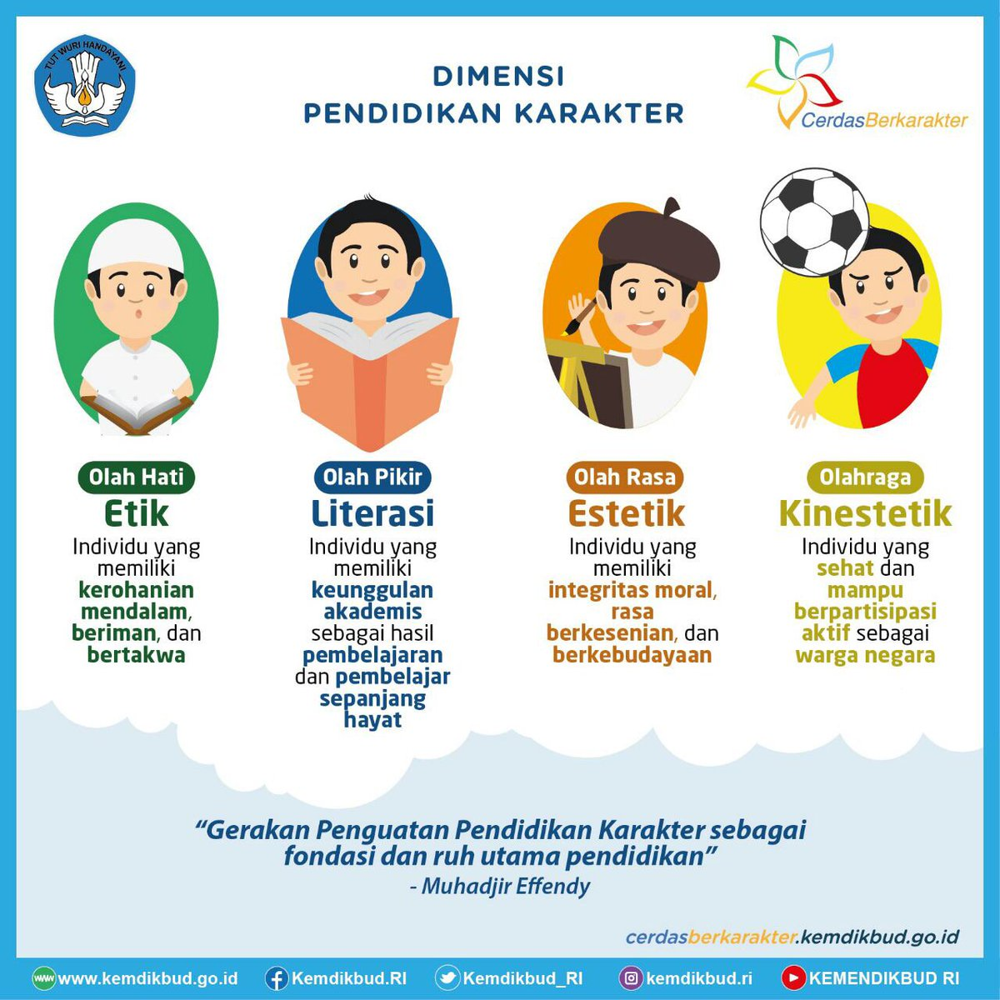 TUT WURI HANDAYANI
DIMENSI
PENDIDIKAN KARAKTER
CerdasBerkarakter
Olah Hati
Etik
Individu yang
memiliki
kerohanian
mendalam,
beriman, dan
bertakwa
Olah Pikir
Literasi
Individu yang
memiliki
keunggulan
akademis
sebagai hasil
pembelajaran
dan pembelajar
sepanjang
hayat
Olah Rasa
Estetik
Individu yang
memiliki
integritas moral,
rasa
berkesenian, dan
berkebudayaan
Olahraga
Kinestetik
Individu yang
sehat dan
mampu
berpartisipasi
aktif sebagai
warga negara
“Gerakan Penguatan Pendidikan Karakter sebagai
fondasi dan ruh utama pendidikan”
- Muhadjir Effendy
cerdasberkarakter.kemdikbud.go.id
www www.kemdikbud.go.id Kemdikbud.RI Kemdikbud_RI kemdikbud.ri KEMENDIKBUD RI